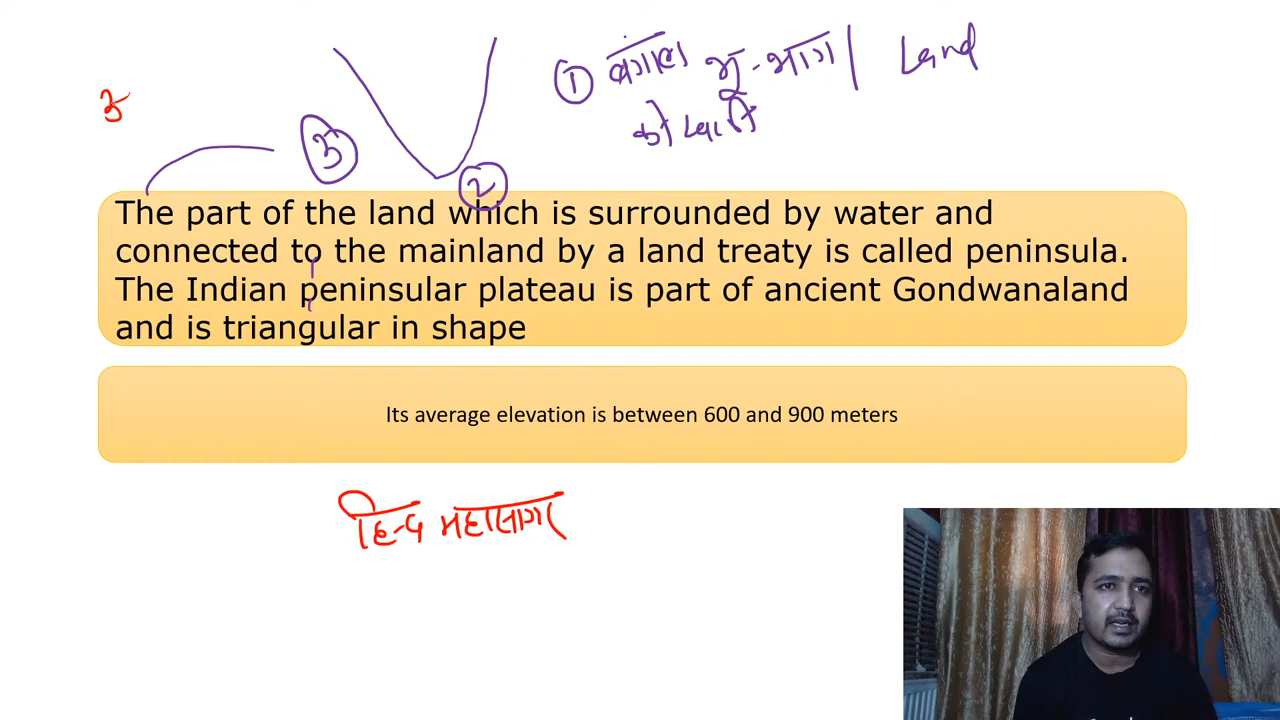 ① बंगाल भू-भाग। Land
की खाड़ी
3
2
The part of the land which is surrounded by water and
connected to the mainland by a land treaty is called peninsula.
The Indian peninsular plateau is part of ancient Gondwanaland
and is triangular in shape
Its average elevation is between 600 and 900 meters
हिन्द महासागर